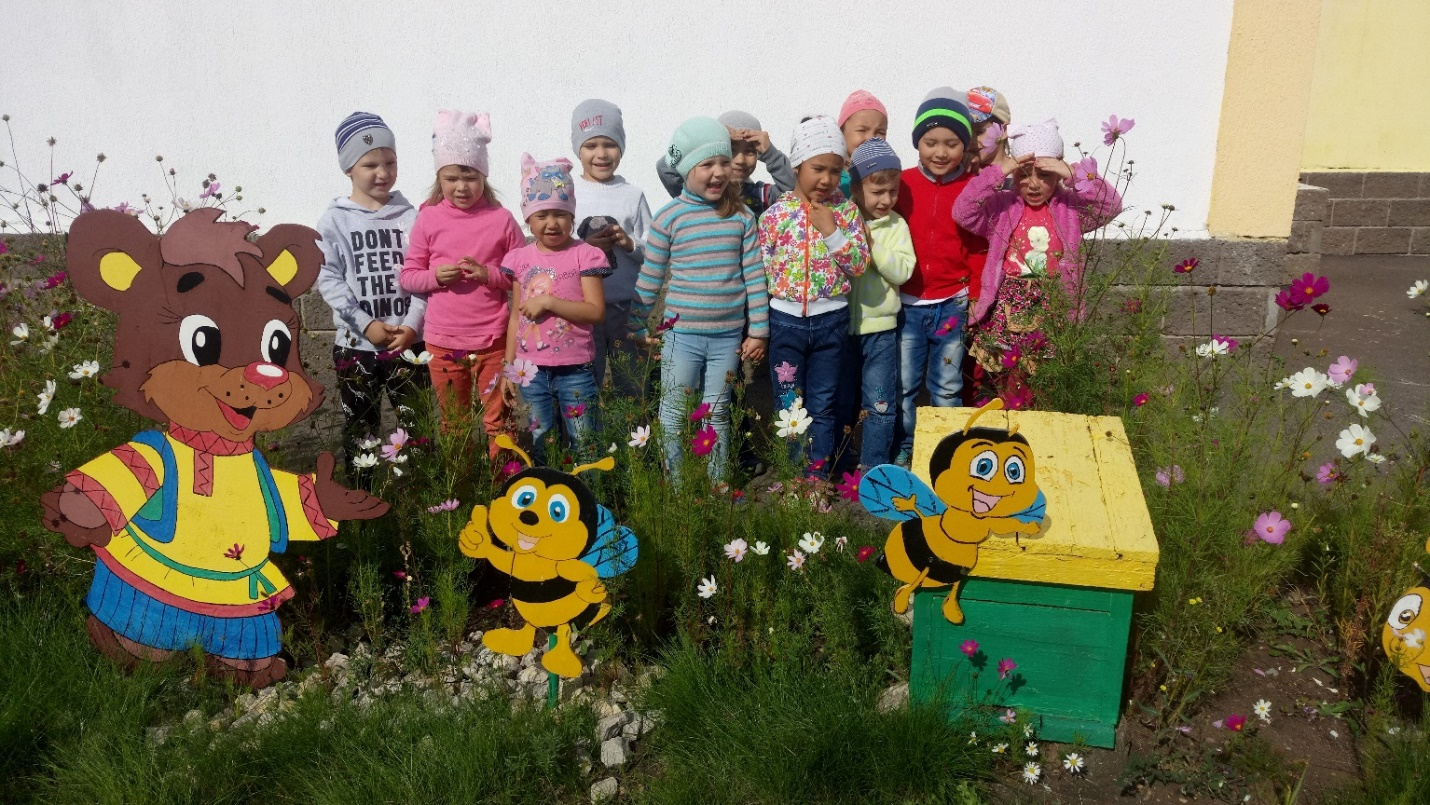 DONT
FEED
THE
DINOS